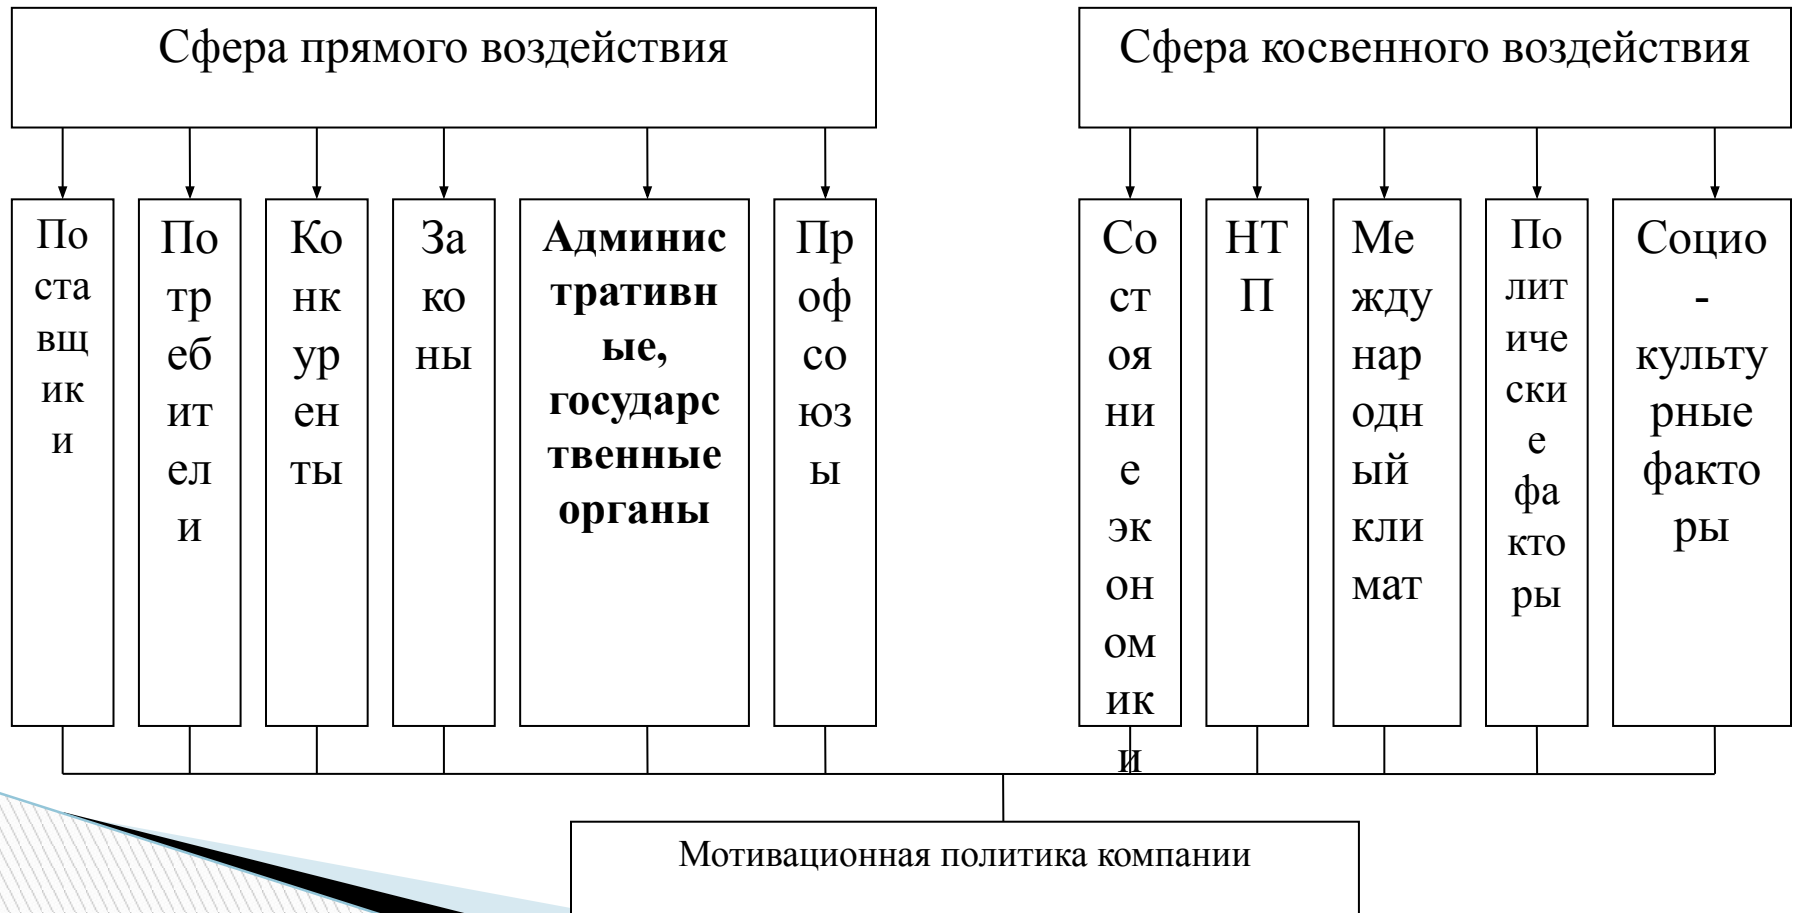 Сфера прямого воздействия
Сфера косвенного воздействия
По
ста
вщ
ик
и
По
тр
еб
ит
ел
и
Ко
нк
ур
ен
ты
За
ко
ны
Админис
тративн
ые,
государс
твенные
органы
Пр
оф
со
юз
ы
Со
ст
оя
ни
е
эк
он
ом
ик
и
НТ
П
Ме
жду
нар
одн
ый
кли
мат
По
лит
иче
ски
е
фа
кто
ры
Социо
-
культу
рные
факто
ры
Мотивационная политика компании